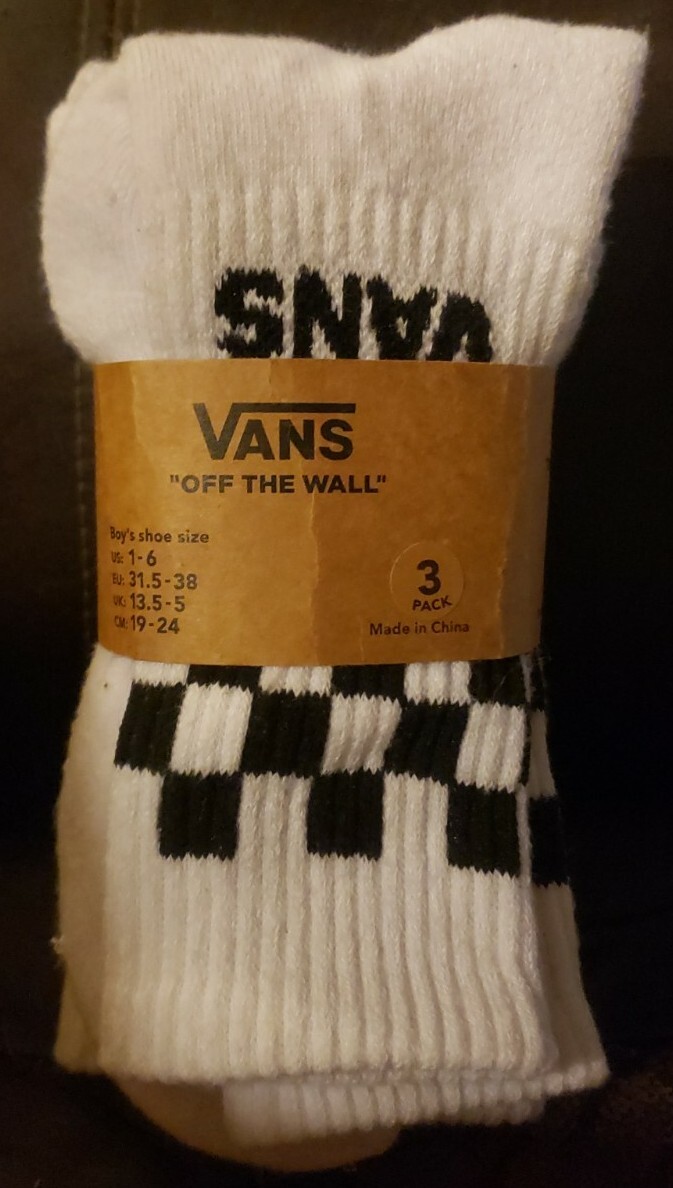 VANS
VANS
"OFF THE WALL"
Boy's shoe size
US: 1-6
EU: 31.5-38
UK: 13.5-5
CM: 19-24
3
PACK
Made in China